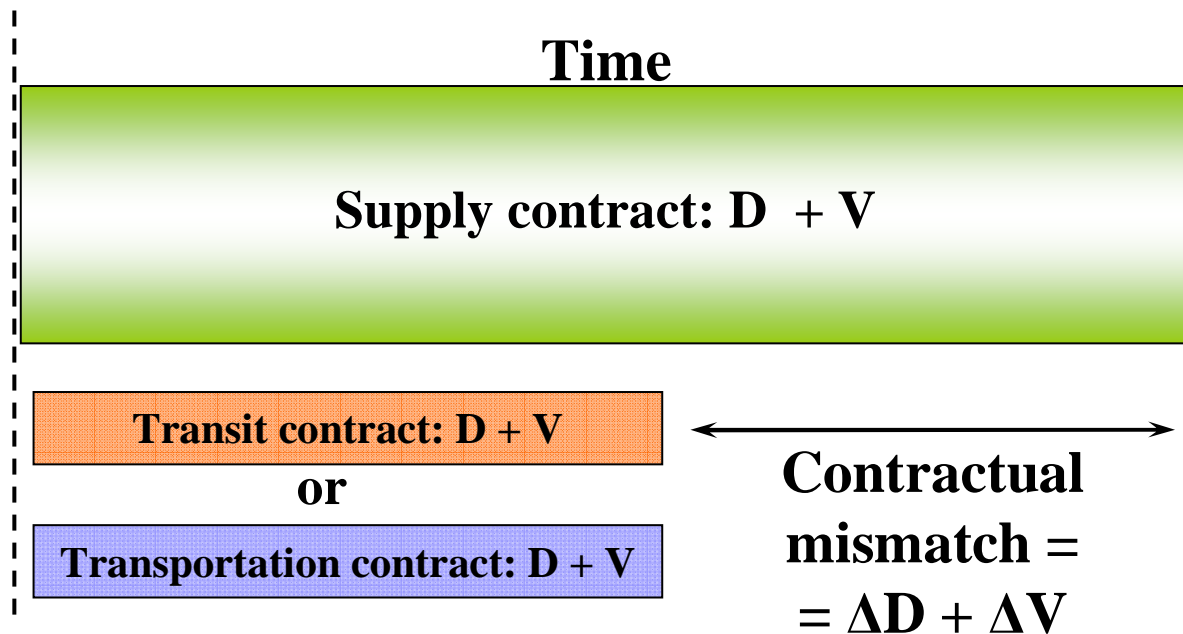 Time
Supply contract: D + V
Transit contract: D + V
or
Transportation contract: D + V
Contractual
mismatch =
= ΔD + ΔV